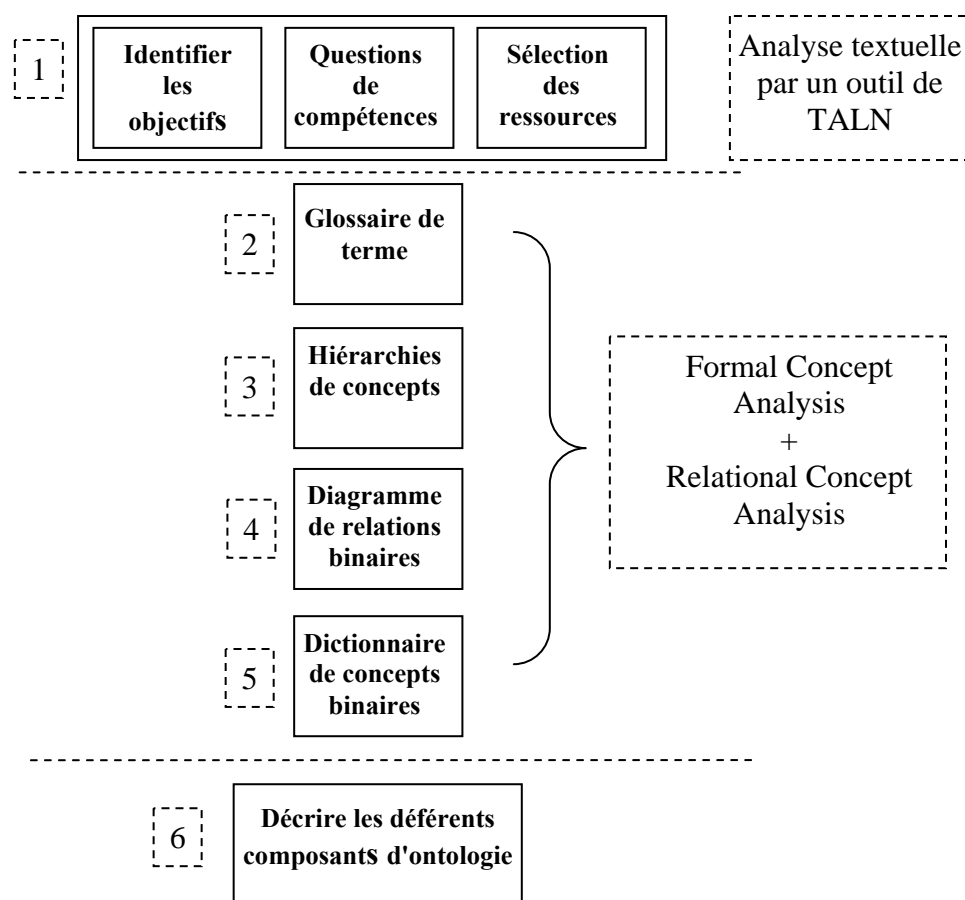 1
Identifier
les
objectifs
Questions
de
compétences
Sélection
des
ressources
Analyse textuelle
par un outil de
TALN
2
Glossaire de
terme
3
Hiérarchies
de concepts
4
Diagramme
de relations
binaires
5
Dictionnaire
de concepts
binaires
Formal Concept
Analysis
+
Relational Concept
Analysis
6
Décrire les déférents
composants d'ontologie